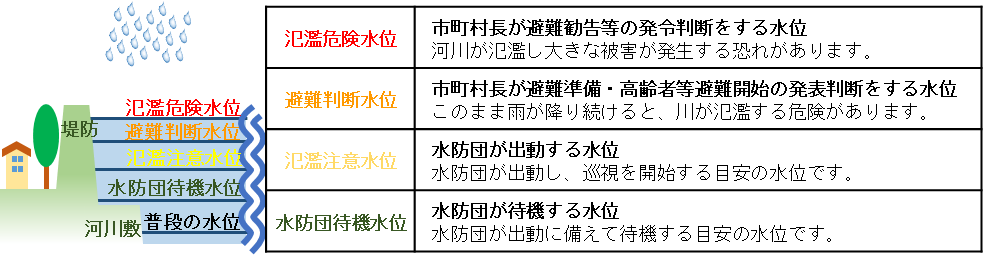 氾濫危険水位
避難判断水位
氾濫注意水位
水防団待機水位
普段の水位
堤防
河川敷
氾濫危険水位
市町村長が避難勧告等の発令判断をする水位
河川が氾濫し大きな被害が発生する恐れがあります。
避難判断水位
市町村長が避難準備・高齢者等避難開始の発表判断をする水位
このまま雨が降り続けると、川が氾濫する危険があります。
氾濫注意水位
水防団が出動する水位
水防団が出動し、巡視を開始する目安の水位です。
水防団待機水位
水防団が待機する水位
水防団が出動に備えて待機する目安の水位です。